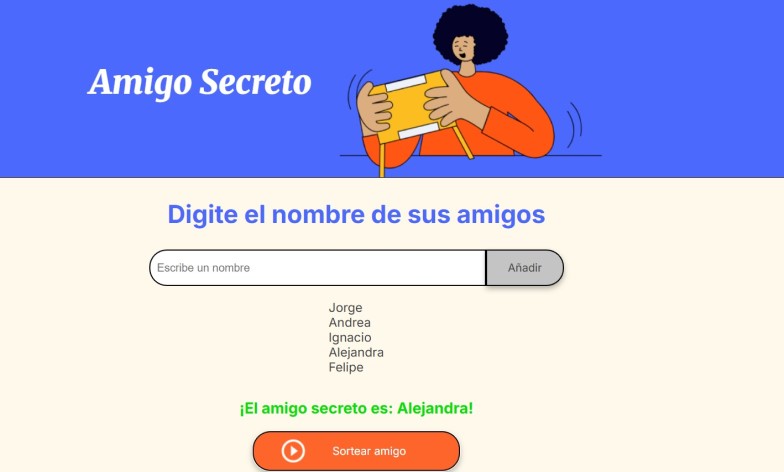 Amigo Secreto
Digite el nombre de sus amigos
Escribe un nombre
Añadir
Jorge
Andrea
Ignacio
Alejandra
Felipe
¡El amigo secreto es: Alejandra!
Sortear amigo